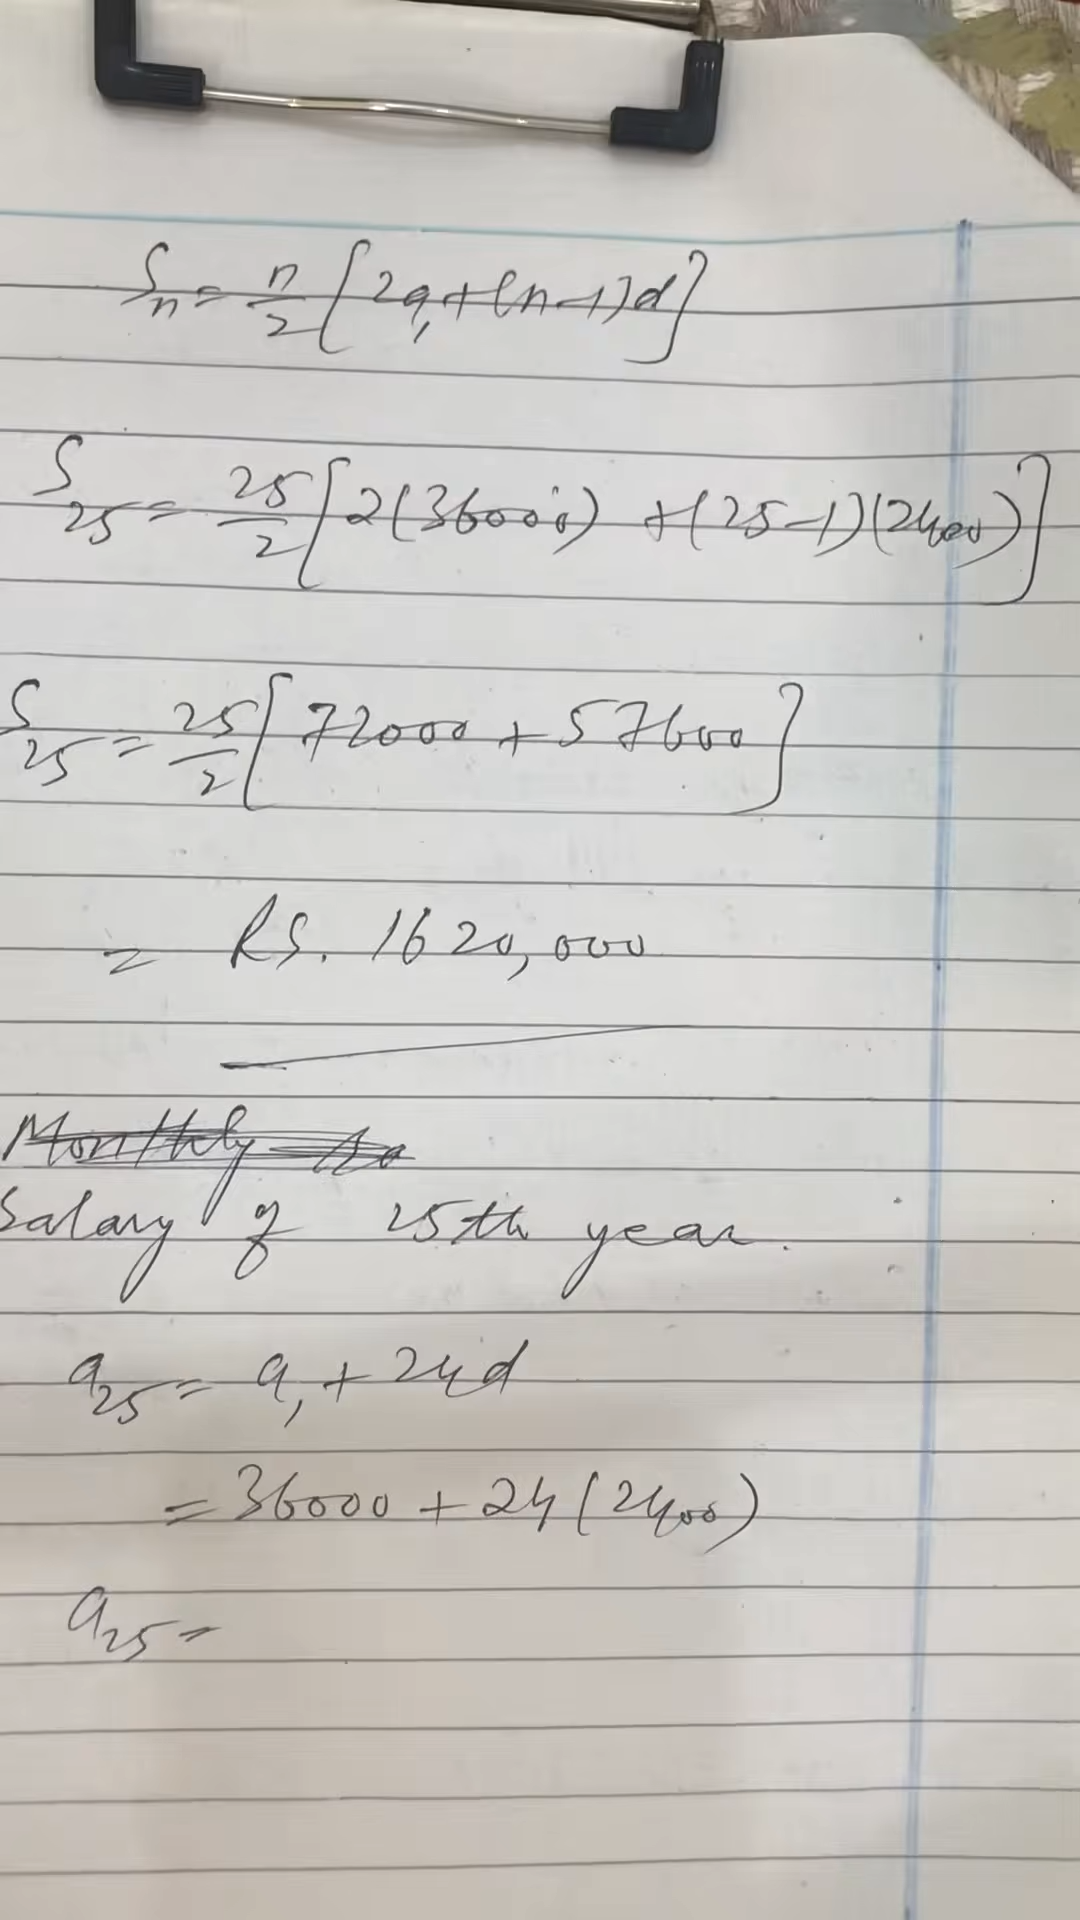 Sn = n/2 [2a₁ + (n-1)d]
S25 = 25/2 [2(36000) + (25-1)(2400)]
S25 = 25/2 [72000 + 57600]
= RS. 1620,000
Monthly
Salary of 25th year.
a25 = a₁ + 24d
= 36000 + 24(2400)
a25 =